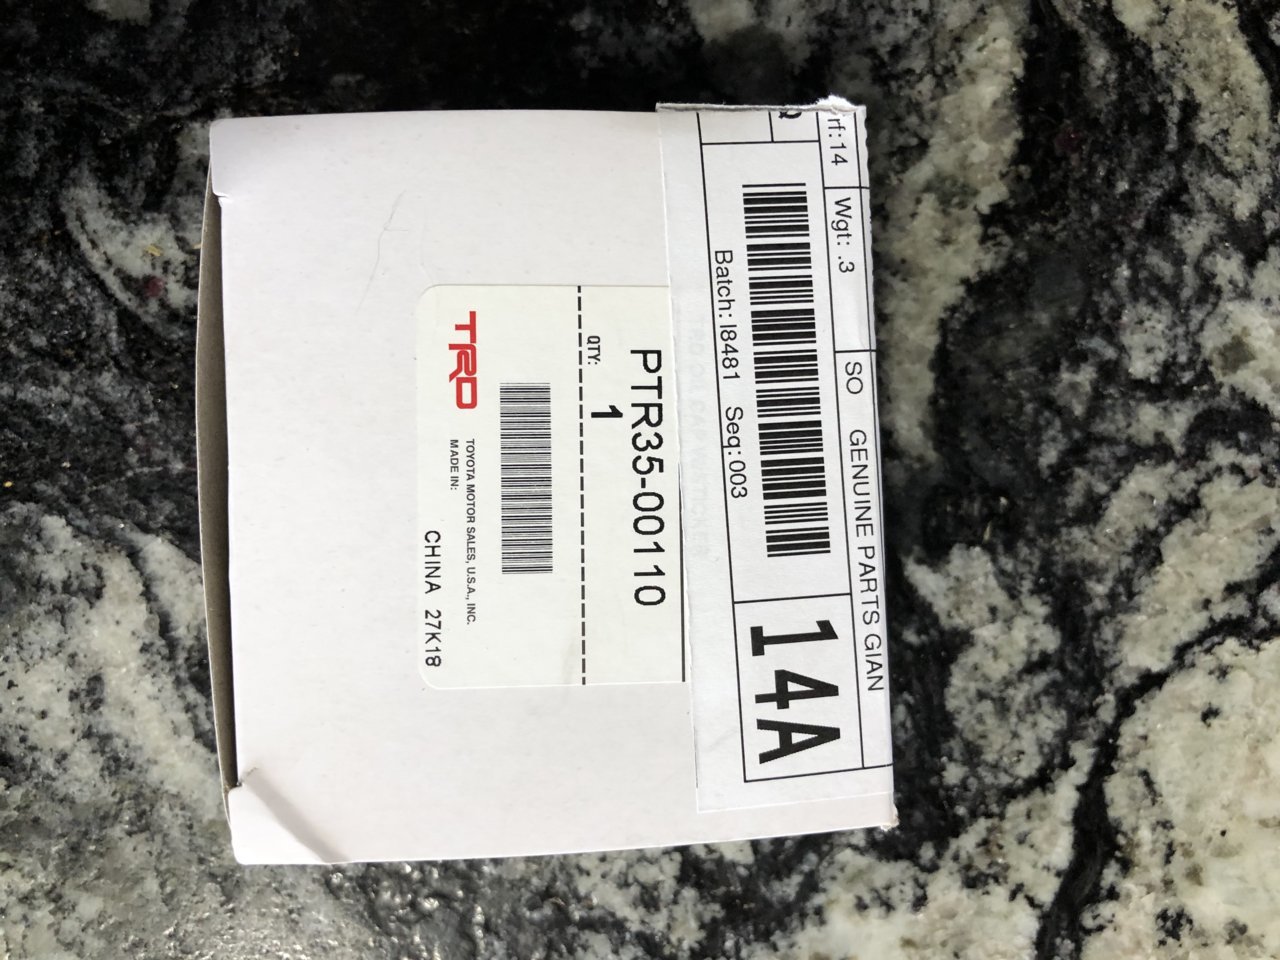 rf:14 Wgt: .3 SO GENUINE PARTS GIAN
14A
Batch: I8481 Seq:003
PTR35-00110
QTY: 1
TRD
TOYOTA MOTOR SALES, U.S.A., INC.
MADE IN:
CHINA 27K18